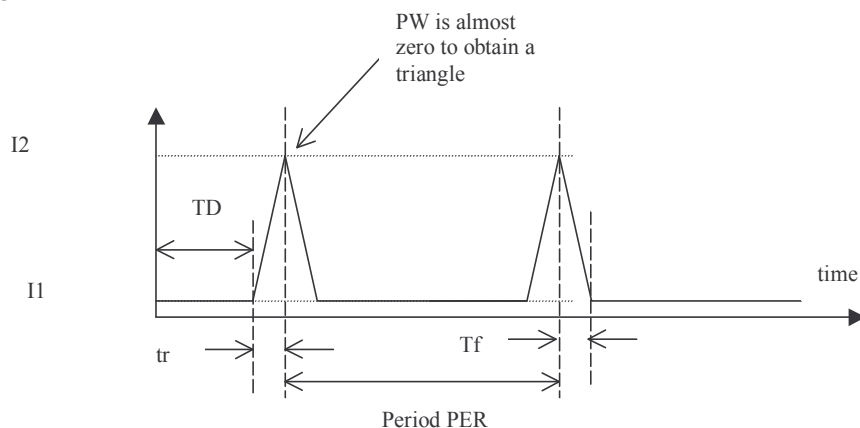 PW is almost
zero to obtain a
triangle
I2
TD
I1
time
tr
Tf
Period PER